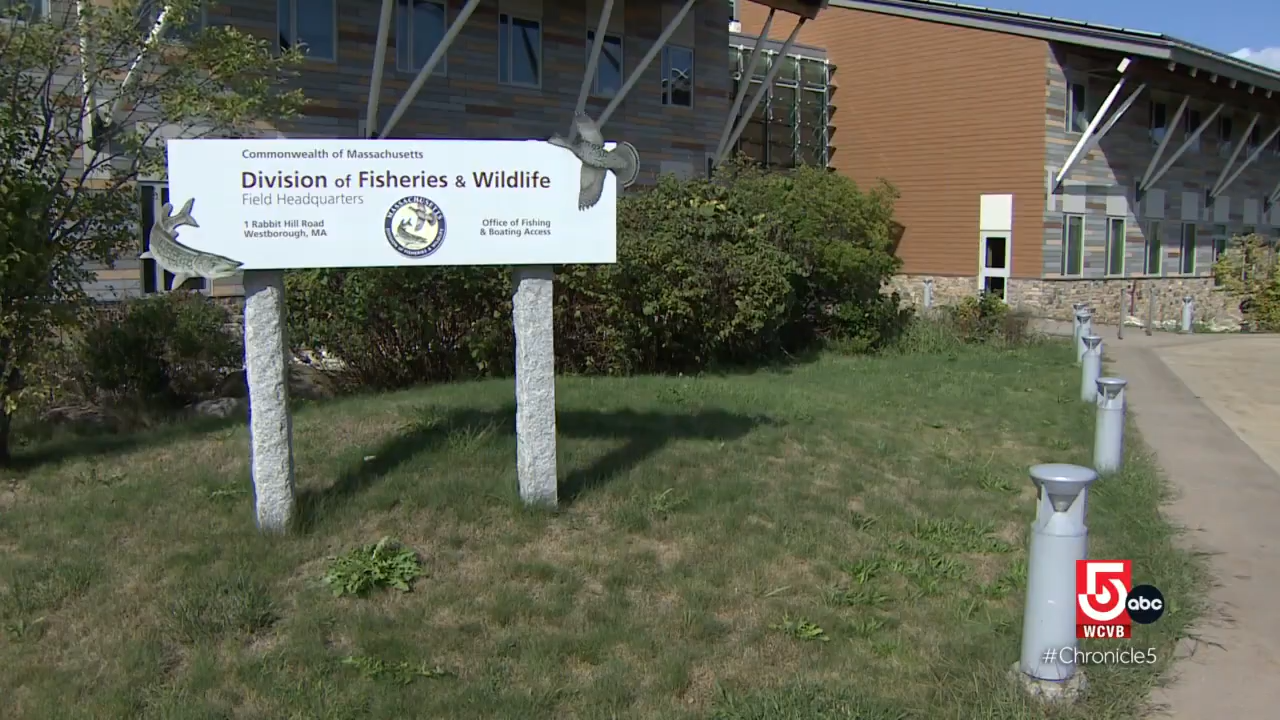 Commonwealth of Massachusetts
Division of Fisheries & Wildlife
Field Headquarters
1 Rabbit Hill Road
Westborough, MA
MASSACHUSETTS
Office of Fishing
& Boating Access
5
abc
WCVB
#Chronicle5